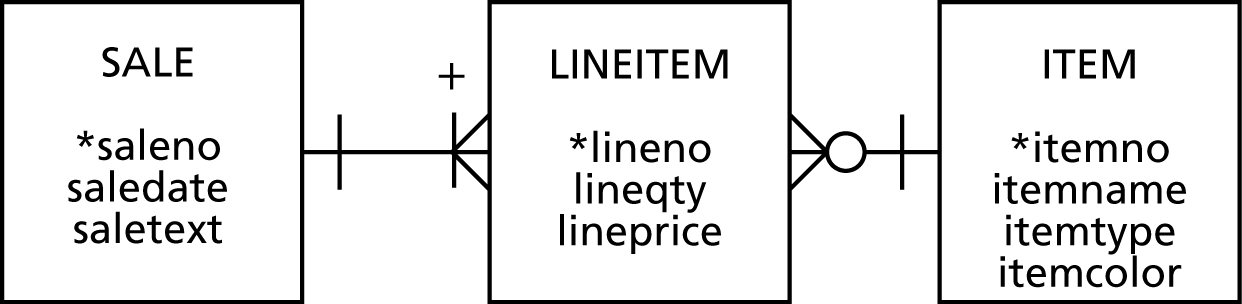 SALE
*saleno
saledate
saletext
+
LINEITEM
*lineno
lineqty
lineprice
ITEM
*itemno
itemname
itemtype
itemcolor